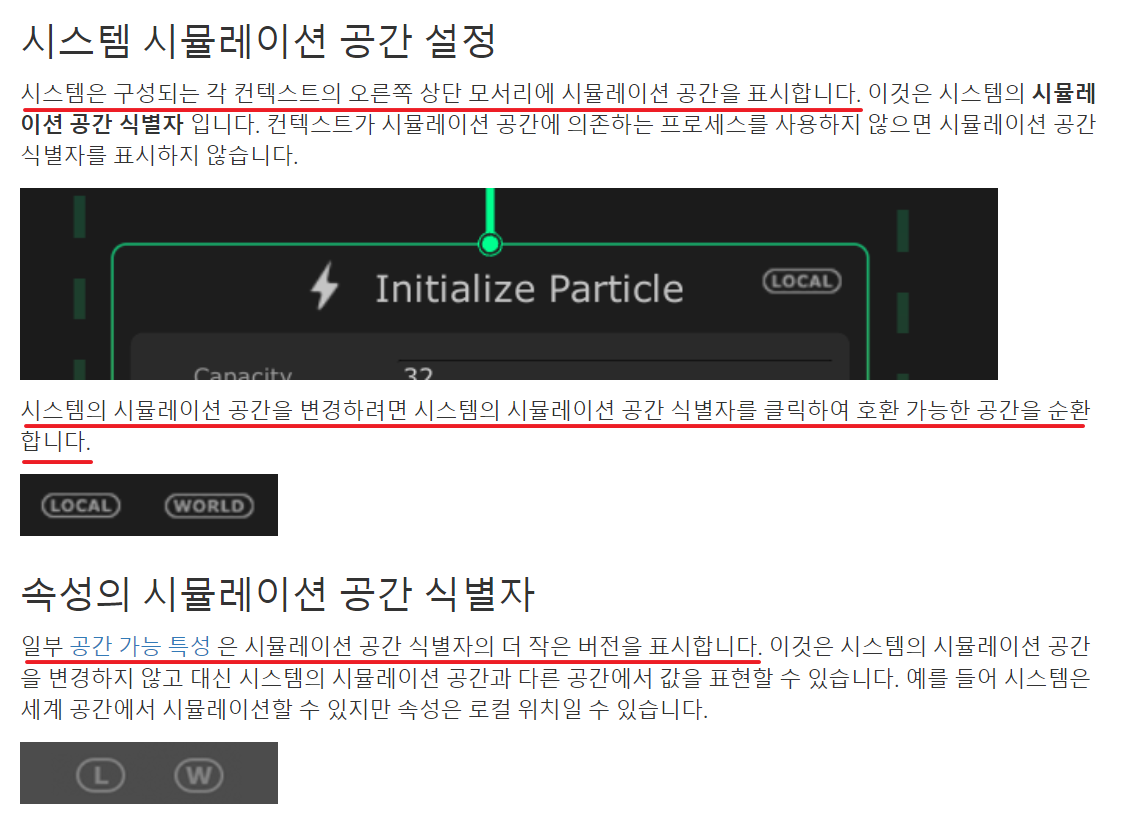 시스템 시뮬레이션 공간 설정
시스템은 구성되는 각 컨텍스트의 오른쪽 상단 모서리에 시뮬레이션 공간을 표시합니다. 이것은 시스템의 시뮬레
이션 공간 식별자 입니다. 컨텍스트가 시뮬레이션 공간에 의존하는 프로세스를 사용하지 않으면 시뮬레이션 공간
식별자를 표시하지 않습니다.
Initialize Particle LOCAL
Capacity 32
시스템의 시뮬레이션 공간을 변경하려면 시스템의 시뮬레이션 공간 식별자를 클릭하여 호환 가능한 공간을 순환
합니다.
LOCAL WORLD
속성의 시뮬레이션 공간 식별자
일부 공간 가능 특성 은 시뮬레이션 공간 식별자의 더 작은 버전을 표시합니다. 이것은 시스템의 시뮬레이션 공간
을 변경하지 않고 대신 시스템의 시뮬레이션 공간과 다른 공간에서 값을 표현할 수 있습니다. 예를 들어 시스템은
세계 공간에서 시뮬레이션할 수 있지만 속성은 로컬 위치일 수 있습니다.
L W